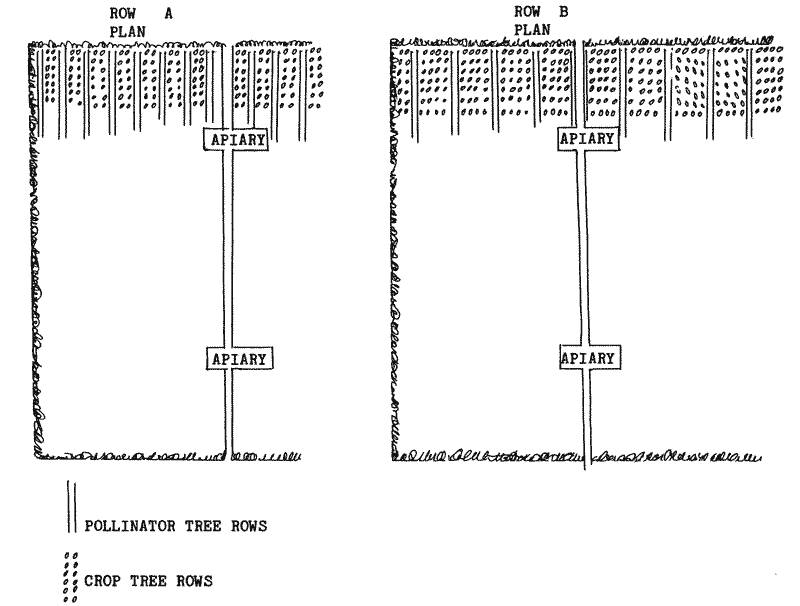 ROW A
PLAN
ROW B
PLAN
APIARY
APIARY
APIARY
APIARY
POLLINATOR TREE ROWS
CROP TREE ROWS